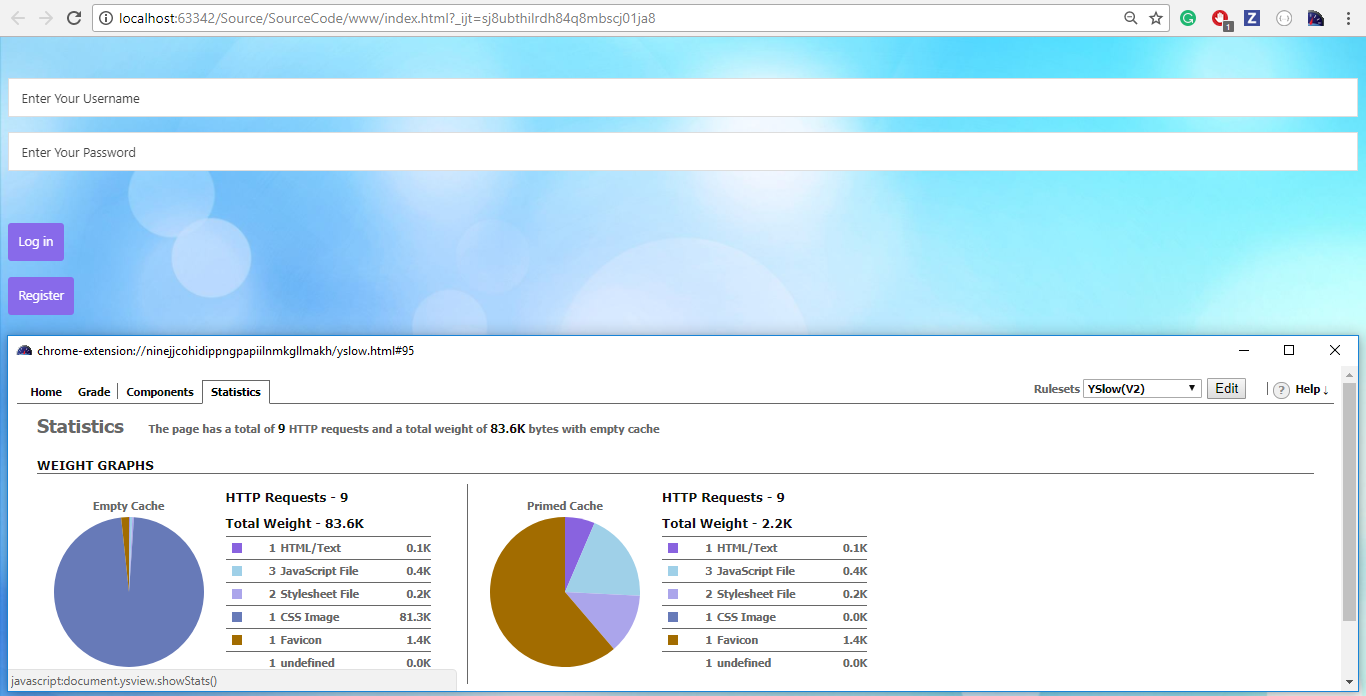 localhost:63342/Source/SourceCode/www/index.html?_ijt=sj8ubthilrdh84q8mbscj01ja8
1
Z
Enter Your Username
Enter Your Password
Log in
Register
chrome-extension://ninejjcohidippngpapiilnmkgllmakh/yslow.html#95
Home Grade Components Statistics Rulesets YSlow(V2) Edit ? Help ↓
Statistics The page has a total of 9 HTTP requests and a total weight of 83.6K bytes with empty cache
WEIGHT GRAPHS
Empty Cache
HTTP Requests - 9
Total Weight - 83.6K
1 HTML/Text 0.1K
3 JavaScript File 0.4K
2 Stylesheet File 0.2K
1 CSS Image 81.3K
1 Favicon 1.4K
1 undefined 0.0K
Primed Cache
HTTP Requests - 9
Total Weight - 2.2K
1 HTML/Text 0.1K
3 JavaScript File 0.4K
2 Stylesheet File 0.2K
1 CSS Image 0.0K
1 Favicon 1.4K
1 undefined 0.0K
javascript:document.ysview.showStats()